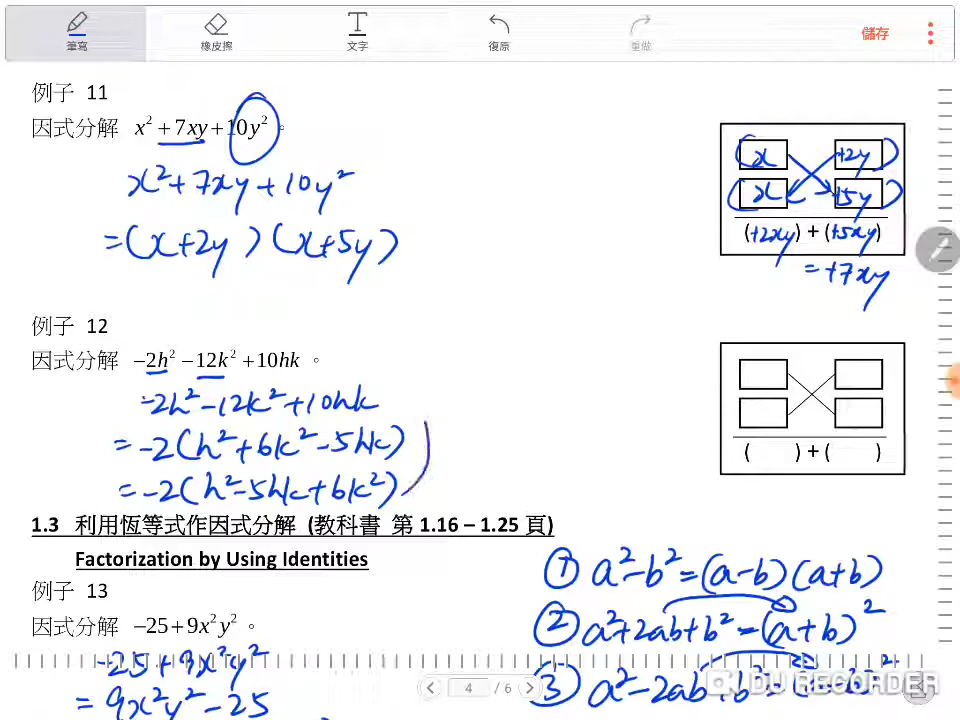 筆寫 橡皮擦 文字 復原 重做 儲存
例子 11
因式分解 x² + 7xy + 10y² 。
x² + 7xy + 10y²
= (x+2y) (x+5y)
(x +2y)
(x +5y)
(+2xy) + (+5xy)
= +7xy
例子 12
因式分解 −2h² −12k² +10hk 。
-2h² - 12k² + 10hk
= -2(h² + 6k² - 5hk)
= -2(h² - 5hk + 6k²)
( ) + ( )
1.3 利用恆等式作因式分解 (教科書 第 1.16 – 1.25 頁)
Factorization by Using Identities
① a² - b² = (a-b)(a+b)
例子 13
因式分解 −25 + 9x²y² 。
② a² + 2ab + b² = (a+b)²
-25 + 9x²y²
= 9x²y² - 25
③ a² - 2ab + b²
4 / 6
DU RECORDER